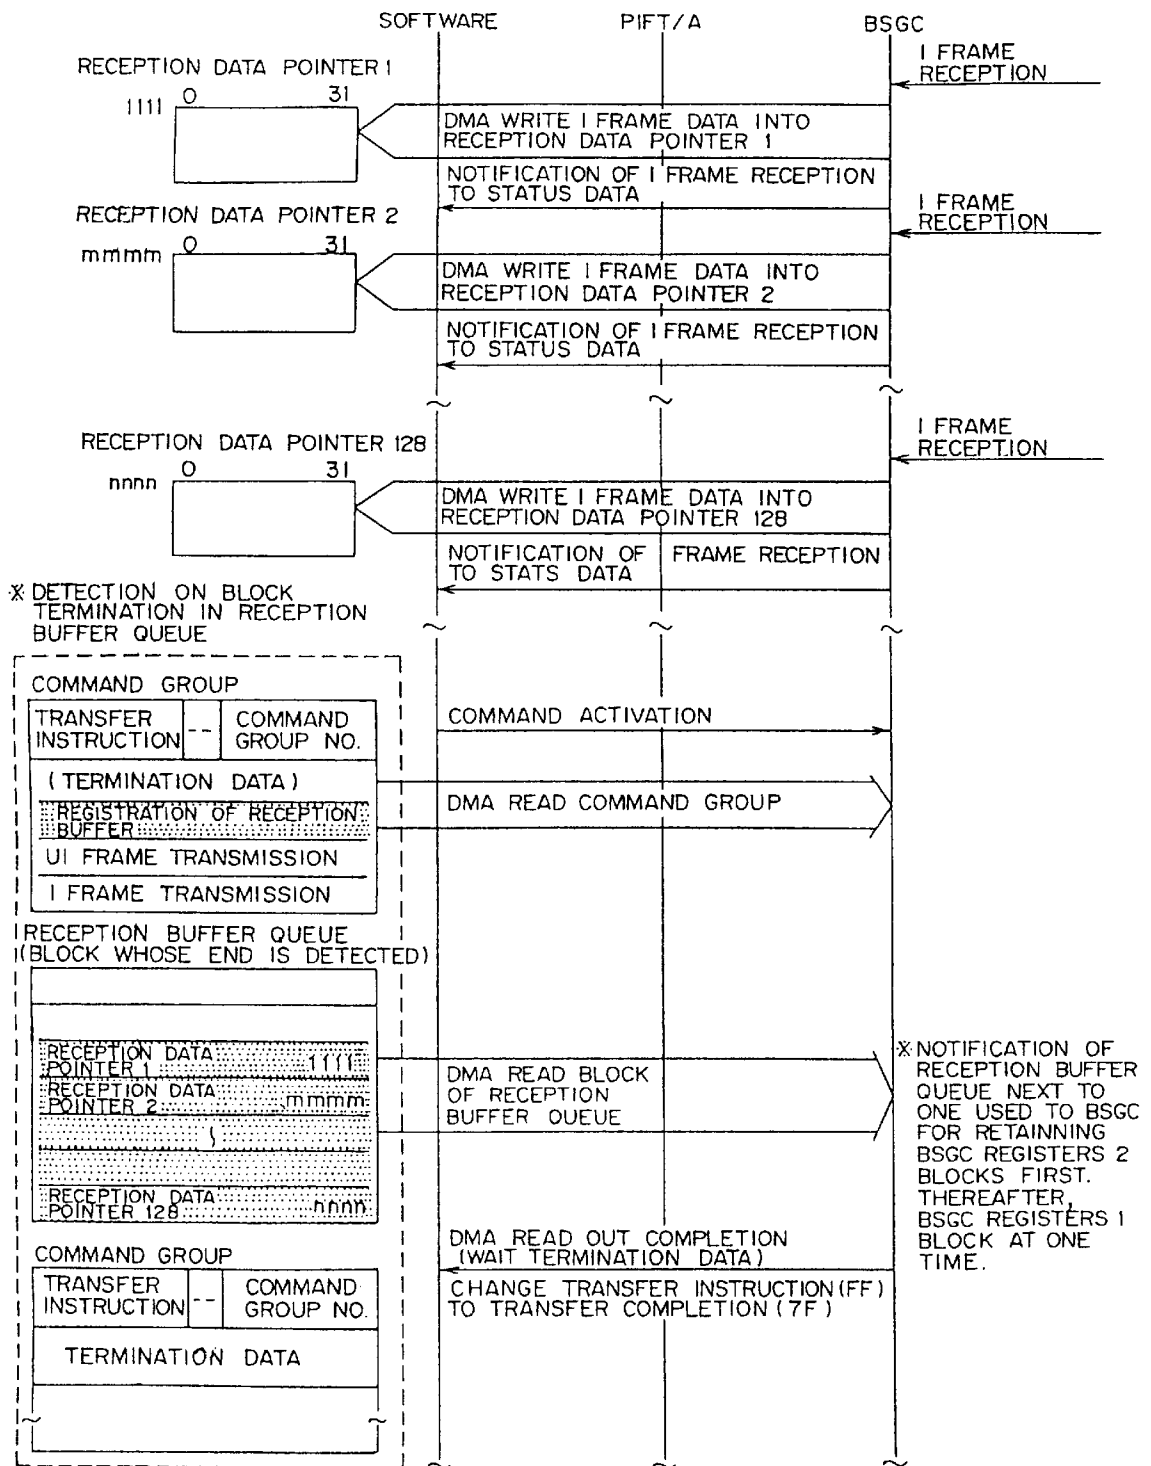 SOFTWARE PIFT/A BSGC
I FRAME
RECEPTION
RECEPTION DATA POINTER 1
1111 0 31
DMA WRITE I FRAME DATA INTO
RECEPTION DATA POINTER 1
NOTIFICATION OF I FRAME RECEPTION
TO STATUS DATA
I FRAME
RECEPTION
RECEPTION DATA POINTER 2
mmmm 0 31
DMA WRITE I FRAME DATA INTO
RECEPTION DATA POINTER 2
NOTIFICATION OF I FRAME RECEPTION
TO STATUS DATA
I FRAME
RECEPTION
RECEPTION DATA POINTER 128
nnnn 0 31
DMA WRITE I FRAME DATA INTO
RECEPTION DATA POINTER 128
NOTIFICATION OF FRAME RECEPTION
TO STATS DATA
※ DETECTION ON BLOCK
TERMINATION IN RECEPTION
BUFFER QUEUE
COMMAND GROUP
TRANSFER
INSTRUCTION
--
COMMAND
GROUP NO.
COMMAND ACTIVATION
(TERMINATION DATA)
REGISTRATION OF RECEPTION
BUFFER
UI FRAME TRANSMISSION
I FRAME TRANSMISSION
DMA READ COMMAND GROUP
RECEPTION BUFFER QUEUE
(BLOCK WHOSE END IS DETECTED)
RECEPTION DATA
POINTER 1 1111
RECEPTION DATA
POINTER 2 mmmm
RECEPTION DATA
POINTER 128 nnnn
DMA READ BLOCK
OF RECEPTION
BUFFER QUEUE
※ NOTIFICATION OF
RECEPTION BUFFER
QUEUE NEXT TO
ONE USED TO BSGC
FOR RETAINNING
BSGC REGISTERS 2
BLOCKS FIRST.
THEREAFTER,
BSGC REGISTERS 1
BLOCK AT ONE
TIME.
DMA READ OUT COMPLETION
(WAIT TERMINATION DATA)
CHANGE TRANSFER INSTRUCTION (FF)
TO TRANSFER COMPLETION (7F)
COMMAND GROUP
TRANSFER
INSTRUCTION
--
COMMAND
GROUP NO.
TERMINATION DATA